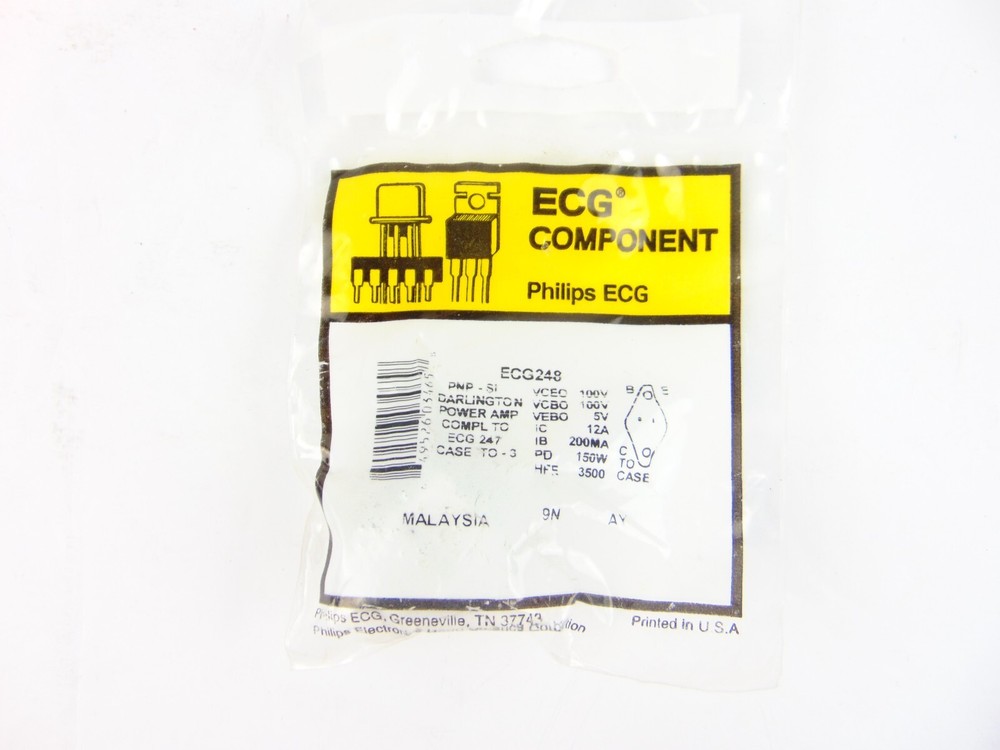 ECG®
COMPONENT
Philips ECG
ECG248
PNP - SI
DARLINGTON
POWER AMP
COMPL TO
ECG 247
CASE TO - 3
VCEO 100V
VCBO 100V
VEBO 5V
IC 12A
IB 200MA
PD 150W
HFE 3500
B E
C
TO
CASE
MALAYSIA 9N AY
Philips ECG, Greeneville, TN 37743
Philips
Printed in U S.A